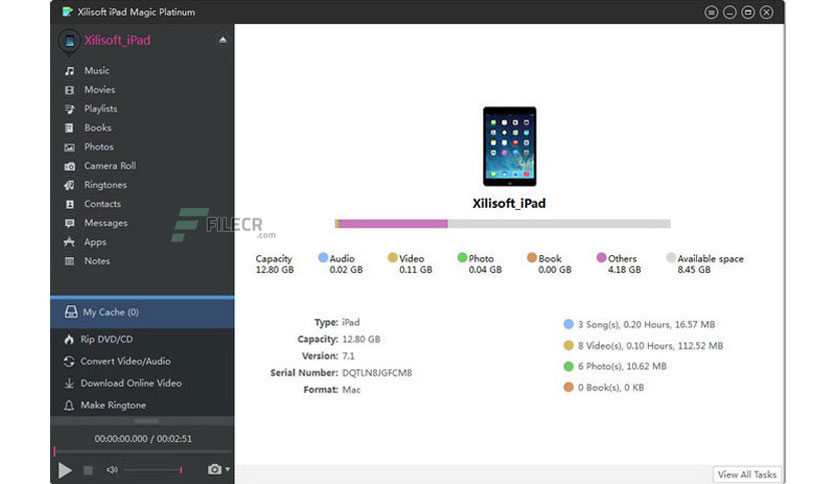 Xilisoft iPad Magic Platinum
Xilisoft_iPad
Music
Movies
Playlists
Books
Photos
Camera Roll
Ringtones
Contacts
Messages
Apps
Notes
My Cache (0)
Rip DVD/CD
Convert Video/Audio
Download Online Video
Make Ringtone
00:00:00.000 / 00:02:51
FILECR
.com
Xilisoft_iPad
Capacity Audio Video Photo Book Others Available space
12.80 GB 0.02 GB 0.11 GB 0.04 GB 0.00 GB 4.18 GB 8.45 GB
Type: iPad
Capacity: 12.80 GB
Version: 7.1
Serial Number: DQTLN8JGFCM8
Format: Mac
3 Song(s), 0.20 Hours, 16.57 MB
8 Video(s), 0.10 Hours, 112.52 MB
6 Photo(s), 10.62 MB
0 Book(s), 0 KB
View All Tasks